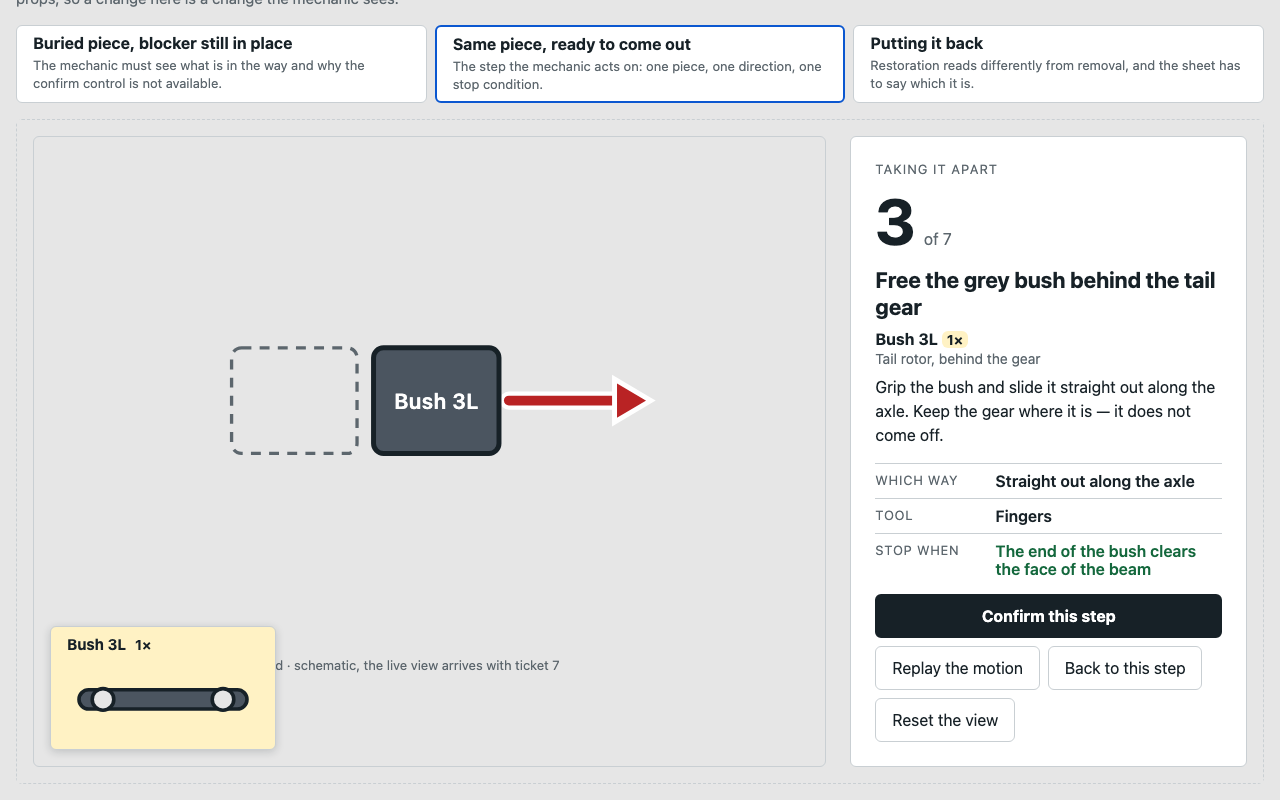 Buried piece, blocker still in place
The mechanic must see what is in the way and why the
confirm control is not available.
Same piece, ready to come out
The step the mechanic acts on: one piece, one direction, one
stop condition.
Putting it back
Restoration reads differently from removal, and the sheet has
to say which it is.
Bush 3L
Bush 3L 1×
· schematic, the live view arrives with ticket 7
TAKING IT APART
3 of 7
Free the grey bush behind the tail
gear
Bush 3L 1×
Tail rotor, behind the gear
Grip the bush and slide it straight out along the
axle. Keep the gear where it is — it does not
come off.
WHICH WAY Straight out along the axle
TOOL Fingers
STOP WHEN The end of the bush clears
the face of the beam
Confirm this step
Replay the motion Back to this step
Reset the view